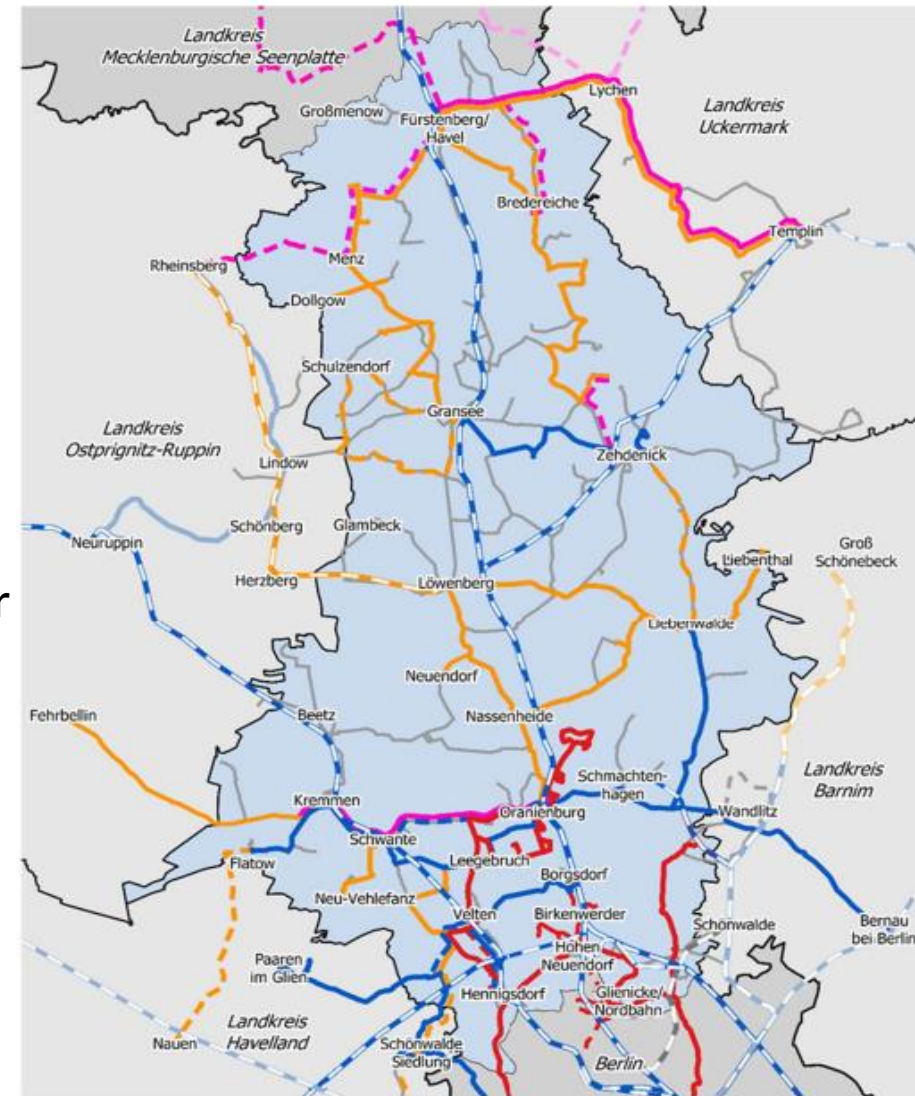 Landkreis
Mecklenburgische Seenplatte
Großmenow
Fürstenberg/
Havel
Lychen
Landkreis
Uckermark
Bredereiche
Templin
Rheinsberg
Menz
Dollgow
Schulzendorf
Gransee
Landkreis
Ostprignitz-Ruppin
Lindow
Zehdenick
Schönberg
Glambeck
Neuruppin
Groß
Schönebeck
Liebenthal
Herzberg
Löwenberg
r
Liebenwalde
Neuendorf
Fehrbellin
Beetz
Nassenheide
Landkreis
Barnim
Schmachten-
hagen
Kremmen
Oranienburg
Wandlitz
Schwante
Flatow
Leegebruch
Borgsdorf
Neu-Vehlefanz
Velten
Birkenwerder
Schönwalde
Bernau
bei Berlin
Hohen
Neuendorf
Paaren
im Glien
Hennigsdorf
Glienicke/
Nordbahn
Landkreis
Havelland
Nauen
Schönwalde
Siedlung
Berlin